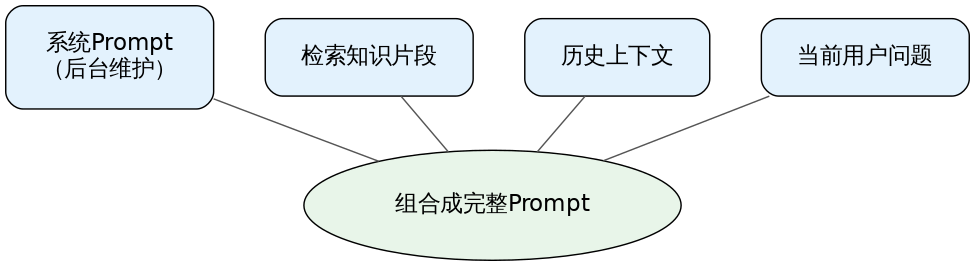 系统Prompt
（后台维护）
检索知识片段
历史上下文
当前用户问题
组合成完整Prompt